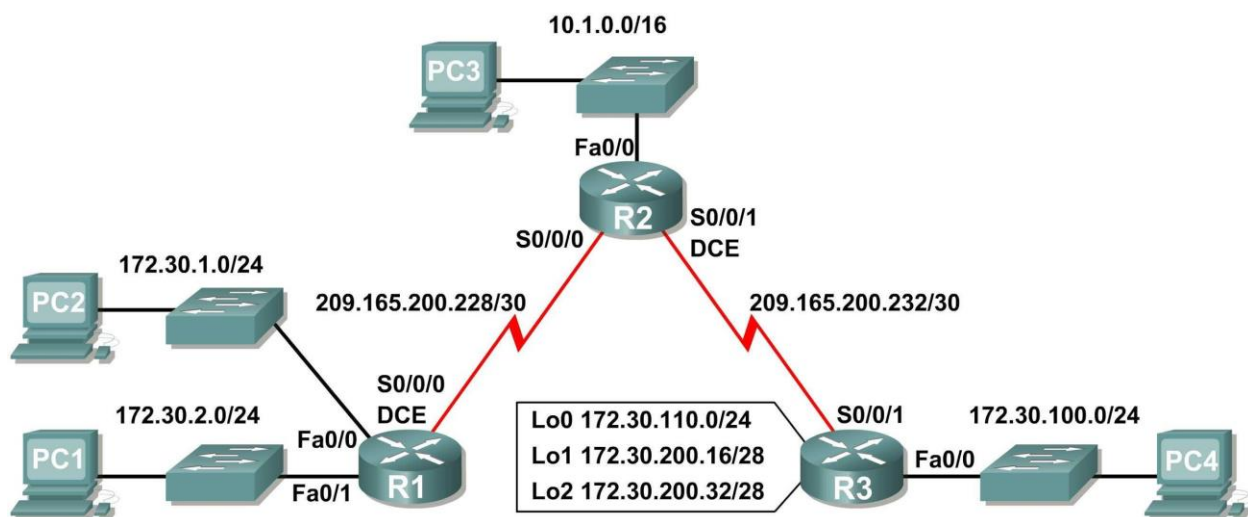 10.1.0.0/16
PC3
Fa0/0
R2
S0/0/0
S0/0/1
DCE
172.30.1.0/24
PC2
209.165.200.228/30
209.165.200.232/30
S0/0/0
DCE
172.30.2.0/24
PC1
Fa0/0
Fa0/1
R1
Lo0 172.30.110.0/24
Lo1 172.30.200.16/28
Lo2 172.30.200.32/28
S0/0/1
R3
Fa0/0
172.30.100.0/24
PC4